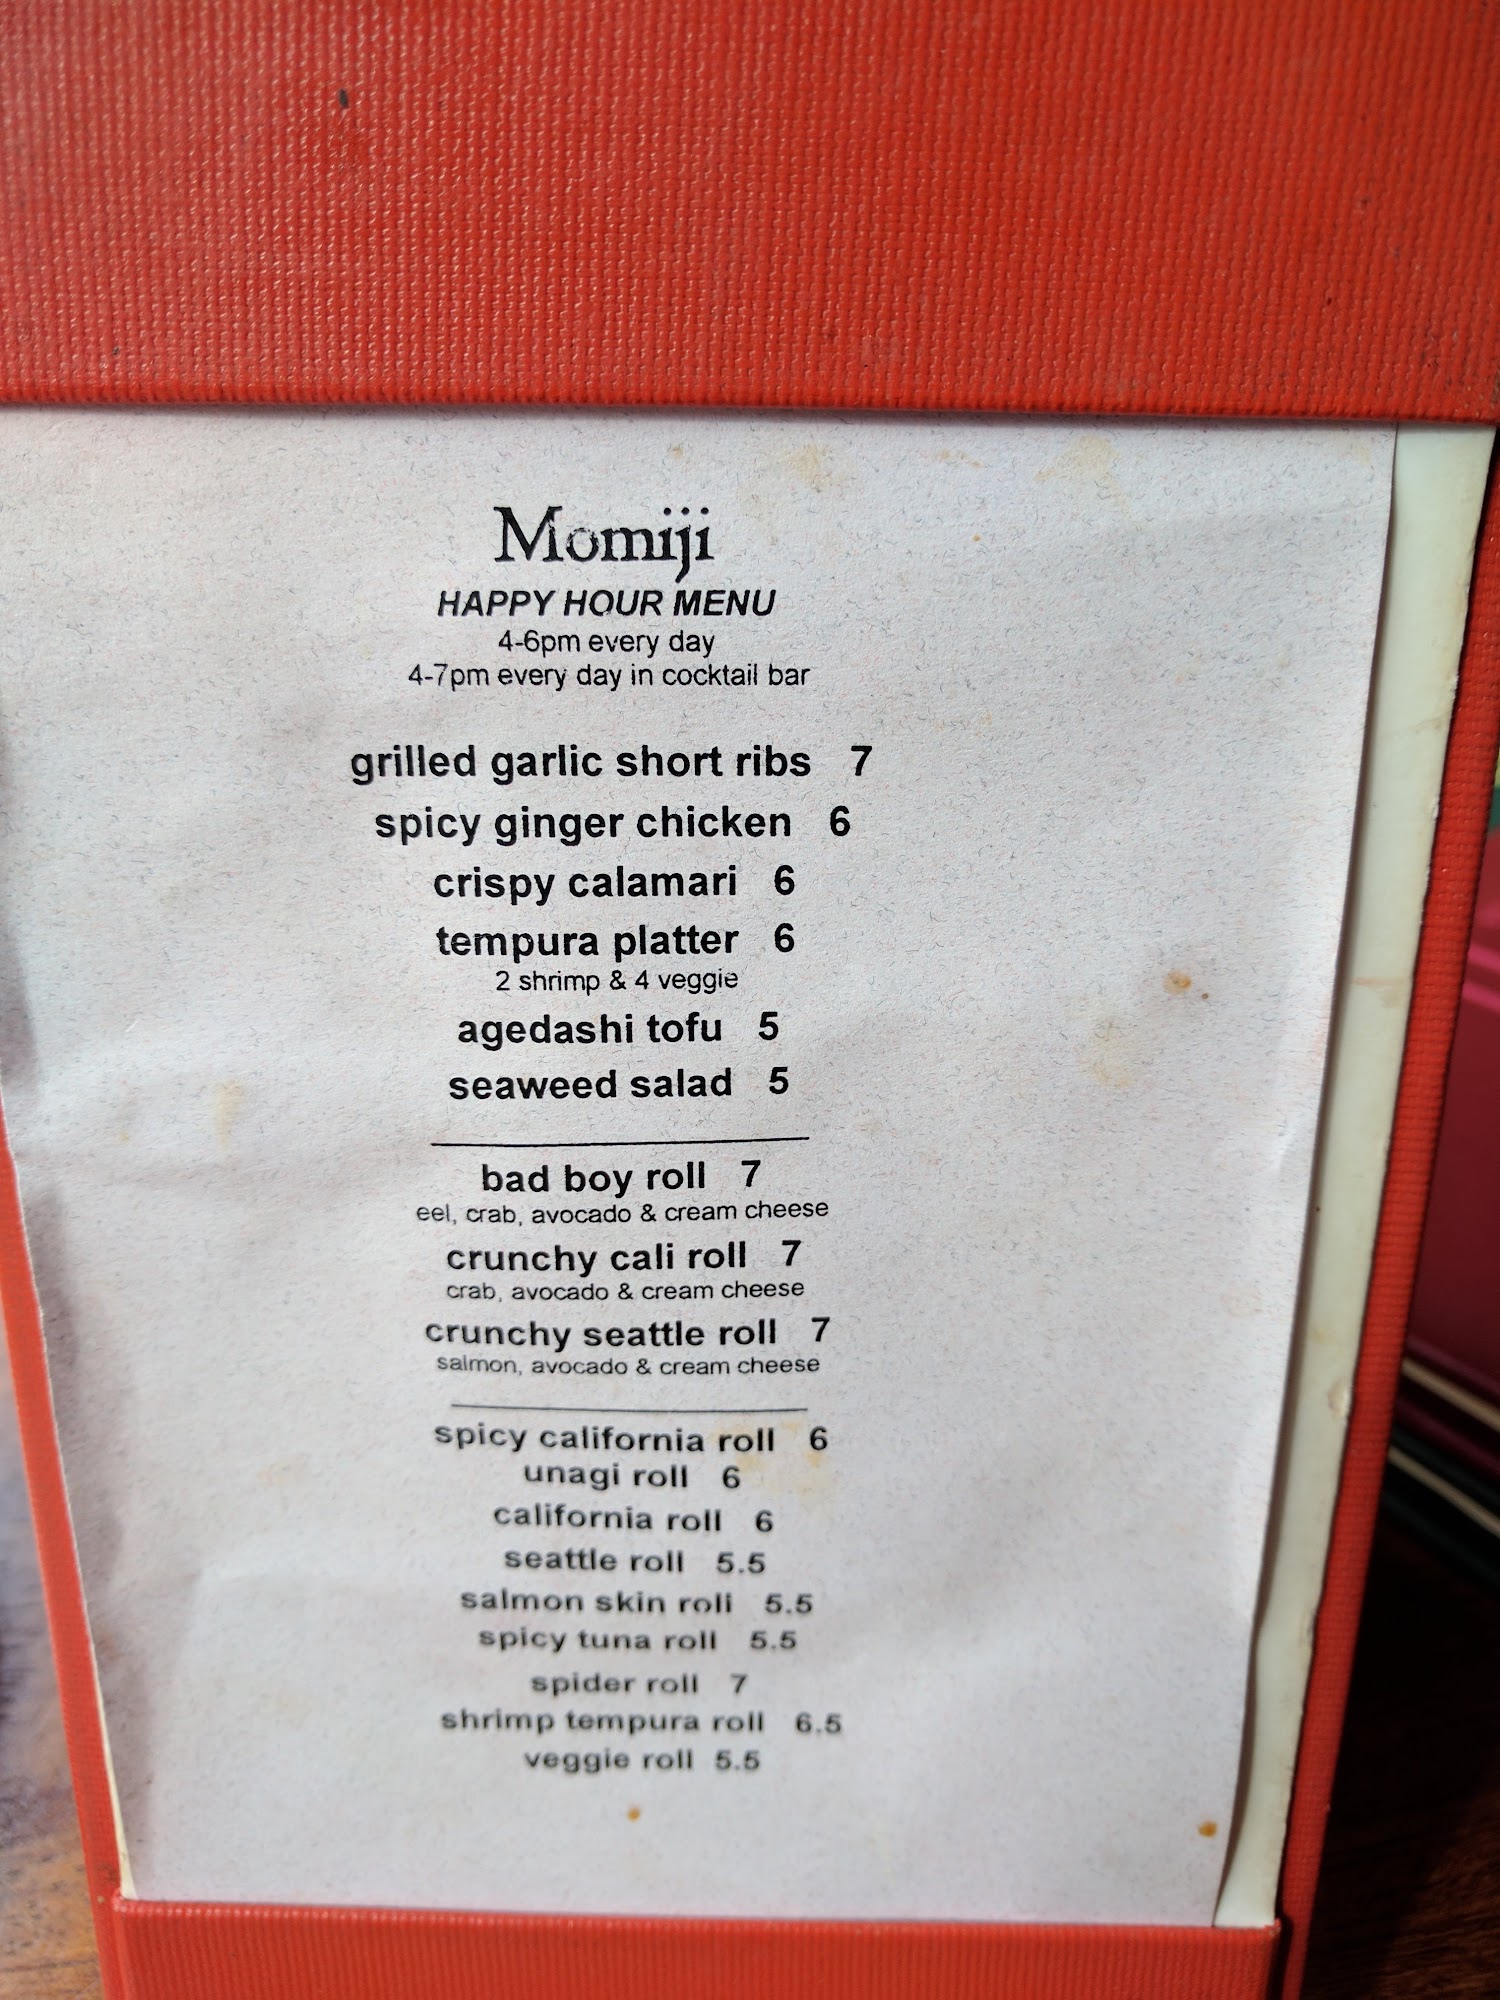 Momiji
HAPPY HOUR MENU
4-6pm every day
4-7pm every day in cocktail bar
grilled garlic short ribs 7
spicy ginger chicken 6
crispy calamari 6
tempura platter 6
2 shrimp & 4 veggie
agedashi tofu 5
seaweed salad 5
bad boy roll 7
eel, crab, avocado & cream cheese
crunchy cali roll 7
crab, avocado & cream cheese
crunchy seattle roll 7
salmon, avocado & cream cheese
spicy california roll 6
unagi roll 6
california roll 6
seattle roll 5.5
salmon skin roll 5.5
spicy tuna roll 5.5
spider roll 7
shrimp tempura roll 6.5
veggie roll 5.5